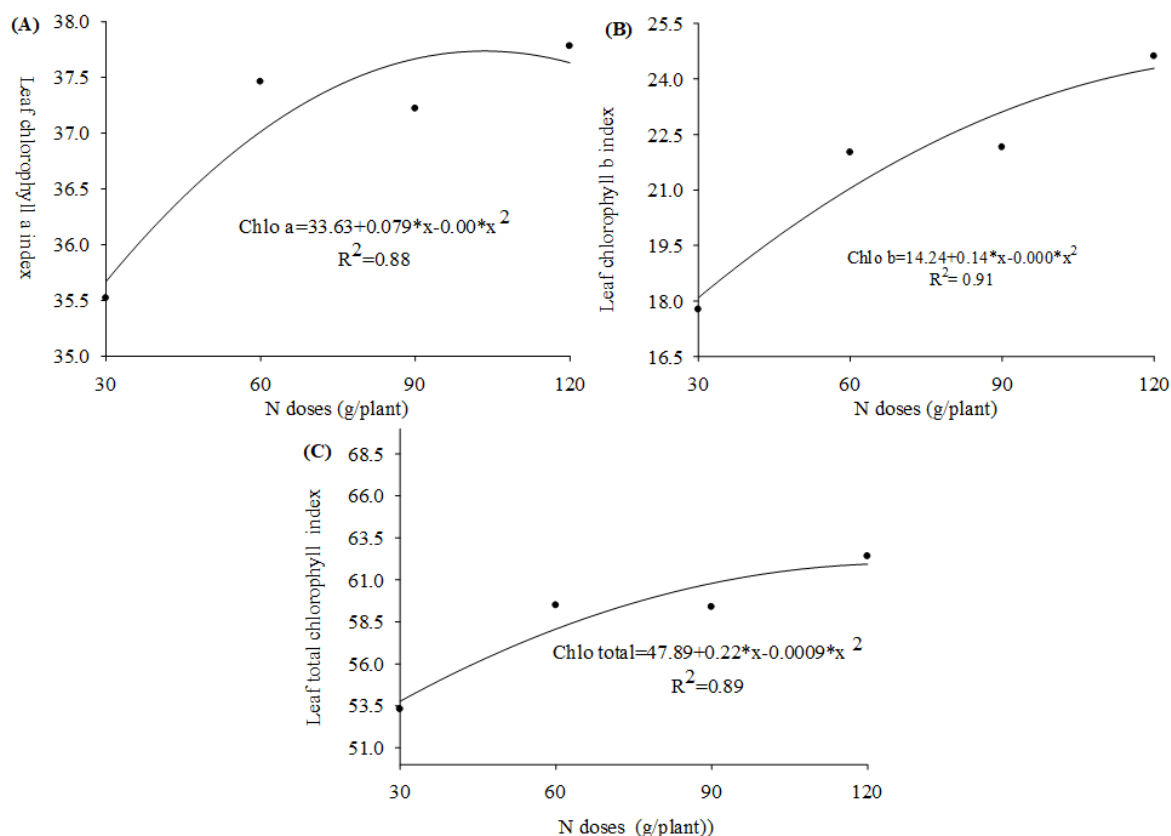 (A)
Leaf chlorophyll a index
38.0
37.5
37.0
36.5
36.0
35.5
35.0
Chlo a=33.63+0.079*x-0.00*x²
R²=0.88
30 60 90 120
N doses (g/plant)
(B)
Leaf chlorophyll b index
25.5
24.0
22.5
21.0
19.5
18.0
16.5
Chlo b=14.24+0.14*x-0.000*x²
R²= 0.91
30 60 90 120
N doses (g/plant)
(C)
Leaf total chlorophyll index
68.5
66.0
63.5
61.0
58.5
56.0
53.5
51.0
Chlo total=47.89+0.22*x-0.0009*x ²
R²=0.89
30 60 90 120
N doses (g/plant))